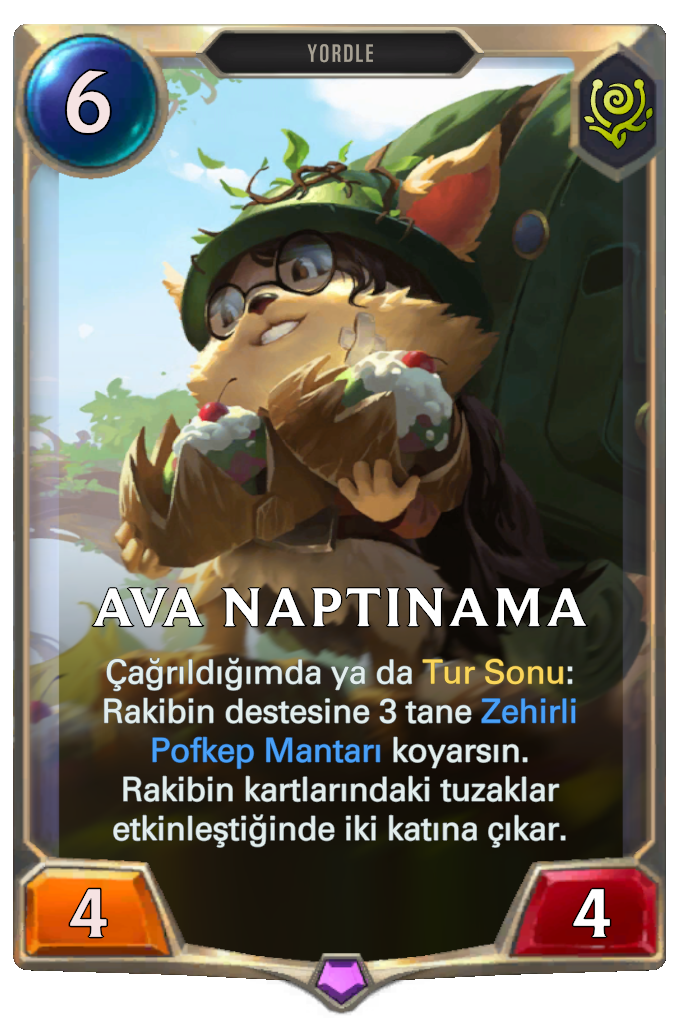 YORDLE
6
AVA NAPTINAMA
Çağrıldığımda ya da Tur Sonu:
Rakibin destesine 3 tane Zehirli
Pofkep Mantarı koyarsın.
Rakibin kartlarındaki tuzaklar
etkinleştiğinde iki katına çıkar.
4
4